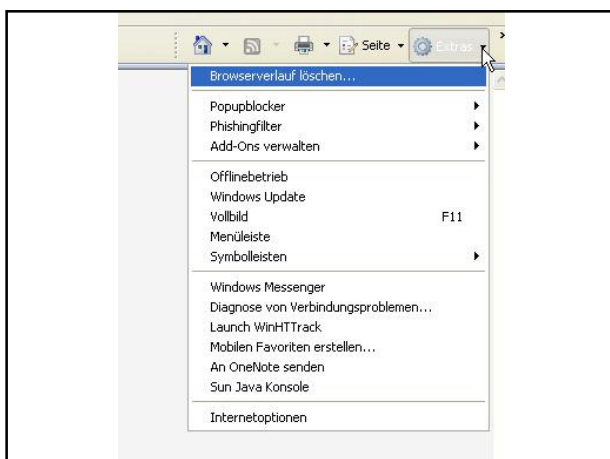 Seite Extras
Browserverlauf löschen...
Popupblocker
Phishingfilter
Add-Ons verwalten
Offlinebetrieb
Windows Update
Vollbild F11
Menüleiste
Symbolleisten
Windows Messenger
Diagnose von Verbindungsproblemen...
Launch WinHTTrack
Mobilen Favoriten erstellen...
An OneNote senden
Sun Java Konsole
Internetoptionen